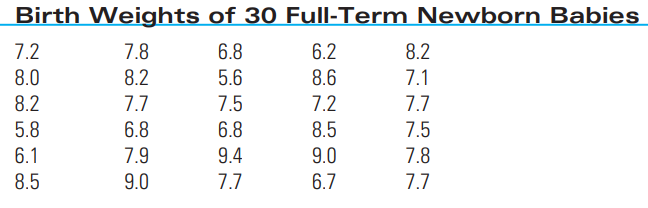 Birth Weights of 30 Full-Term Newborn Babies
7.2 7.8 6.8 6.2 8.2
8.0 8.2 5.6 8.6 7.1
8.2 7.7 7.5 7.2 7.7
5.8 6.8 6.8 8.5 7.5
6.1 7.9 9.4 9.0 7.8
8.5 9.0 7.7 6.7 7.7